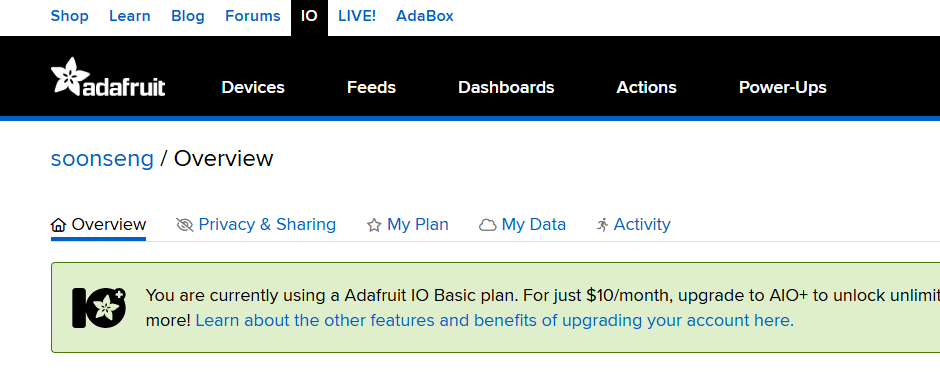 Shop Learn Blog Forums IO LIVE! AdaBox
adafruit Devices Feeds Dashboards Actions Power-Ups
soonseng / Overview
Overview Privacy & Sharing My Plan My Data Activity
IO+
You are currently using a Adafruit IO Basic plan. For just $10/month, upgrade to AIO+ to unlock unlimit
more! Learn about the other features and benefits of upgrading your account here.